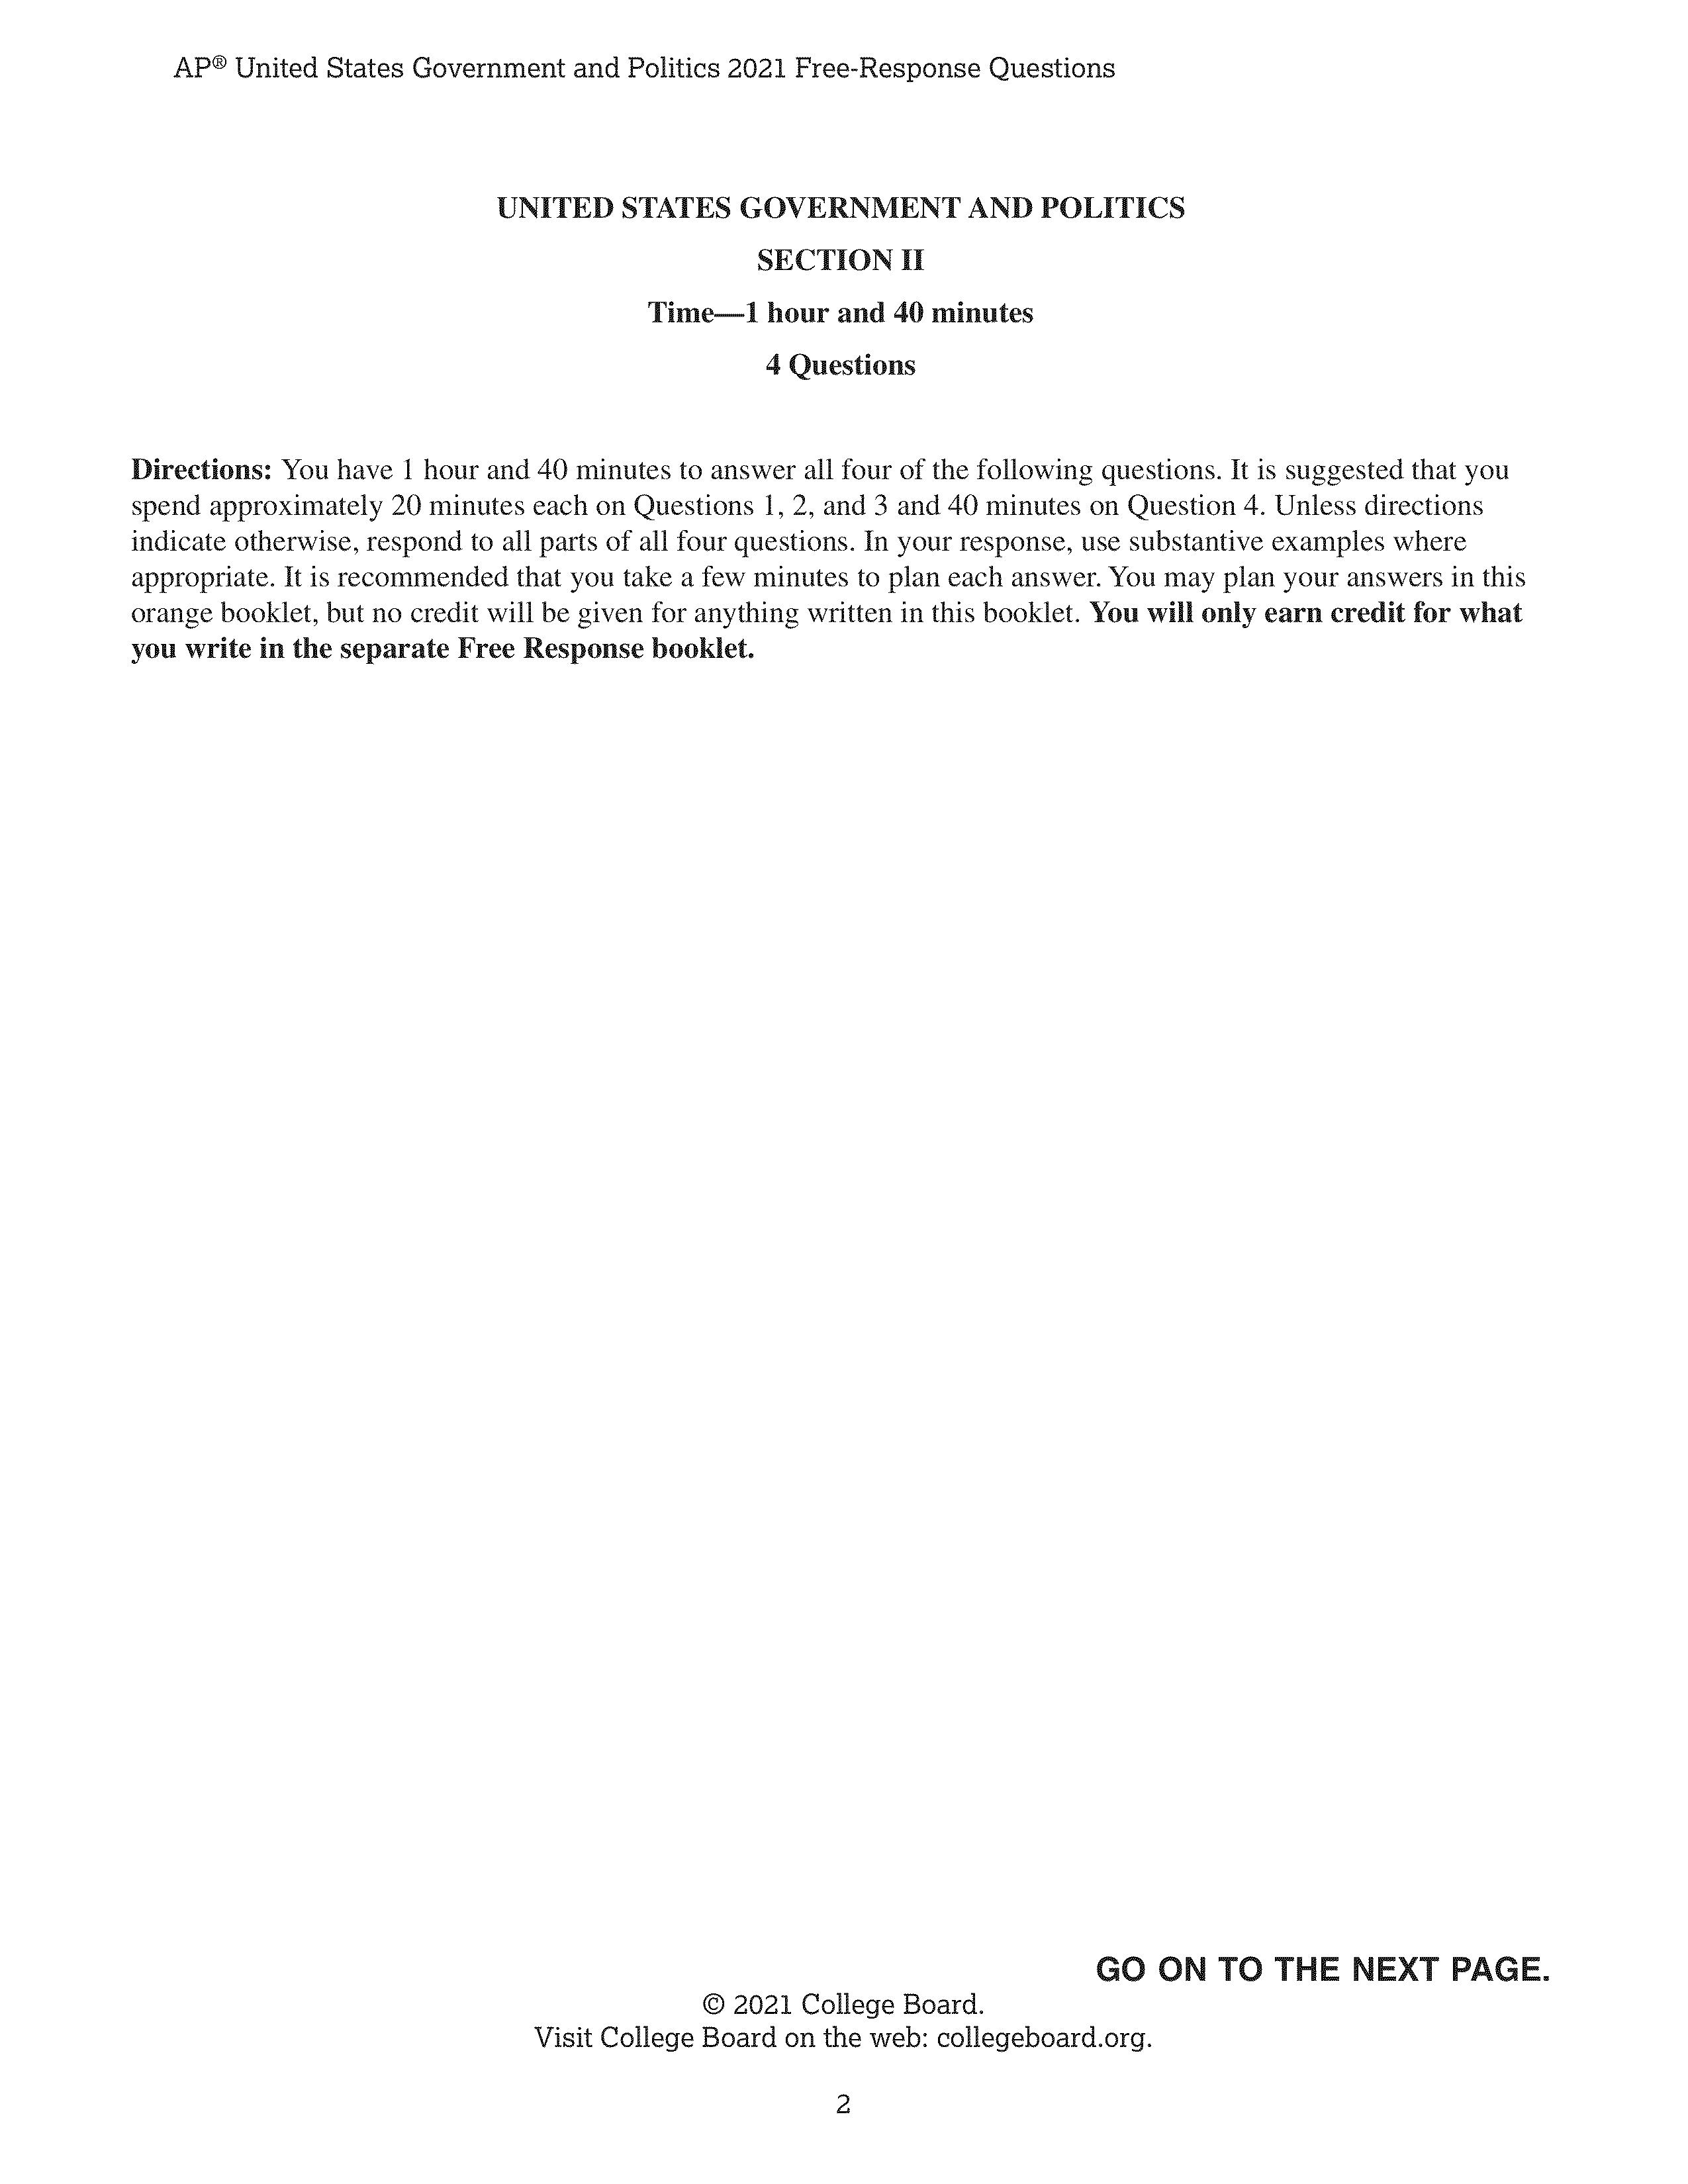 AP® United States Government and Politics 2021 Free-Response Questions
UNITED STATES GOVERNMENT AND POLITICS
SECTION II
Time—1 hour and 40 minutes
4 Questions
Directions: You have 1 hour and 40 minutes to answer all four of the following questions. It is suggested that you
spend approximately 20 minutes each on Questions 1, 2, and 3 and 40 minutes on Question 4. Unless directions
indicate otherwise, respond to all parts of all four questions. In your response, use substantive examples where
appropriate. It is recommended that you take a few minutes to plan each answer. You may plan your answers in this
orange booklet, but no credit will be given for anything written in this booklet. You will only earn credit for what
you write in the separate Free Response booklet.
GO ON TO THE NEXT PAGE.
© 2021 College Board.
Visit College Board on the web: collegeboard.org.
2